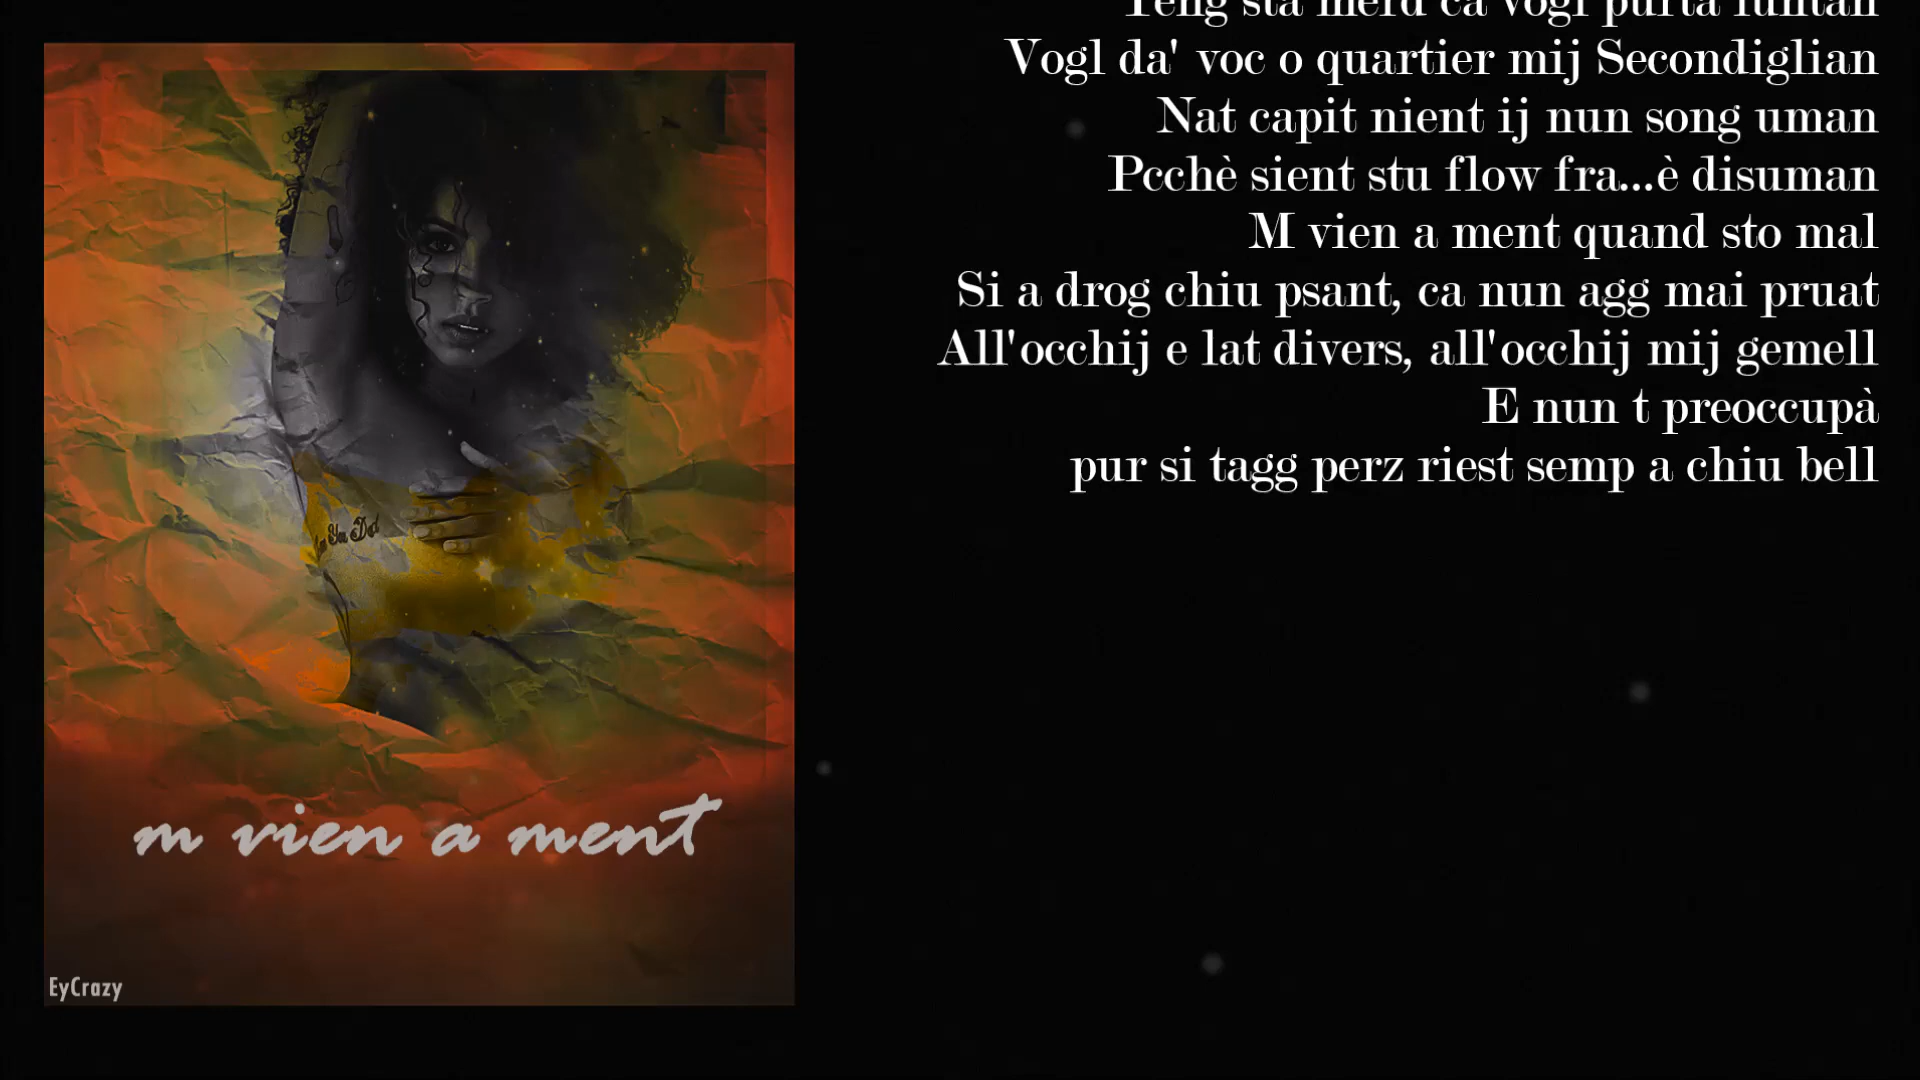 Teng sta merd ca vogl purtà luntan
Vogl da' voc o quartier mij Secondiglian
Nat capit nient ij nun song uman
Pcchè sient stu flow fra...è disuman
M vien a ment quand sto mal
Si a drog chiu psant, ca nun agg mai pruat
All'occhij e lat divers, all'occhij mij gemell
E nun t preoccupà
pur si tagg perz riest semp a chiu bell
m vien a ment
EyCrazy